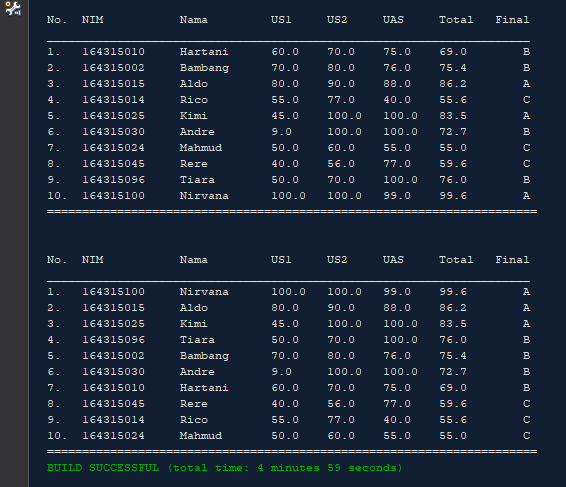 No. NIM Nama US1 US2 UAS Total Final
1. 164315010 Hartani 60.0 70.0 75.0 69.0 B
2. 164315002 Bambang 70.0 80.0 76.0 75.4 B
3. 164315015 Aldo 80.0 90.0 88.0 86.2 A
4. 164315014 Rico 55.0 77.0 40.0 55.6 C
5. 164315025 Kimi 45.0 100.0 100.0 83.5 A
6. 164315030 Andre 9.0 100.0 100.0 72.7 B
7. 164315024 Mahmud 50.0 60.0 55.0 55.0 C
8. 164315045 Rere 40.0 56.0 77.0 59.6 C
9. 164315096 Tiara 50.0 70.0 100.0 76.0 B
10. 164315100 Nirvana 100.0 100.0 99.0 99.6 A
======================================================================
No. NIM Nama US1 US2 UAS Total Final
1. 164315100 Nirvana 100.0 100.0 99.0 99.6 A
2. 164315015 Aldo 80.0 90.0 88.0 86.2 A
3. 164315025 Kimi 45.0 100.0 100.0 83.5 A
4. 164315096 Tiara 50.0 70.0 100.0 76.0 B
5. 164315002 Bambang 70.0 80.0 76.0 75.4 B
6. 164315030 Andre 9.0 100.0 100.0 72.7 B
7. 164315010 Hartani 60.0 70.0 75.0 69.0 B
8. 164315045 Rere 40.0 56.0 77.0 59.6 C
9. 164315014 Rico 55.0 77.0 40.0 55.6 C
10. 164315024 Mahmud 50.0 60.0 55.0 55.0 C
======================================================================
BUILD SUCCESSFUL (total time: 4 minutes 59 seconds)